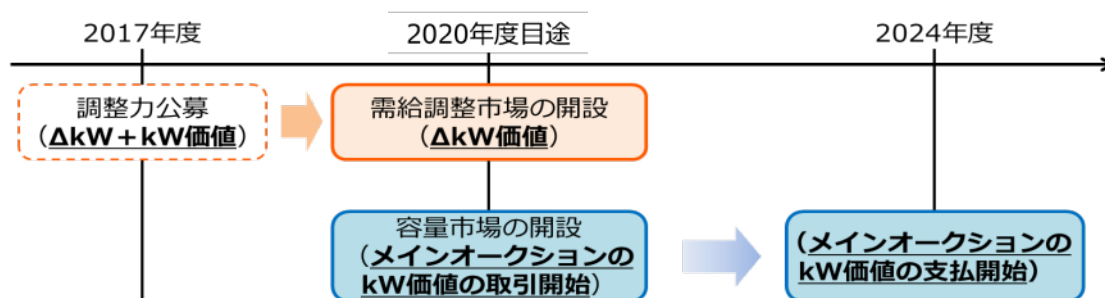 2017年度
2020年度目途
2024年度
調整力公募
（ΔkW＋kW価値）
需給調整市場の開設
（ΔkW価値）
容量市場の開設
（メインオークションの
kW価値の取引開始）
（メインオークションの
kW価値の支払開始）